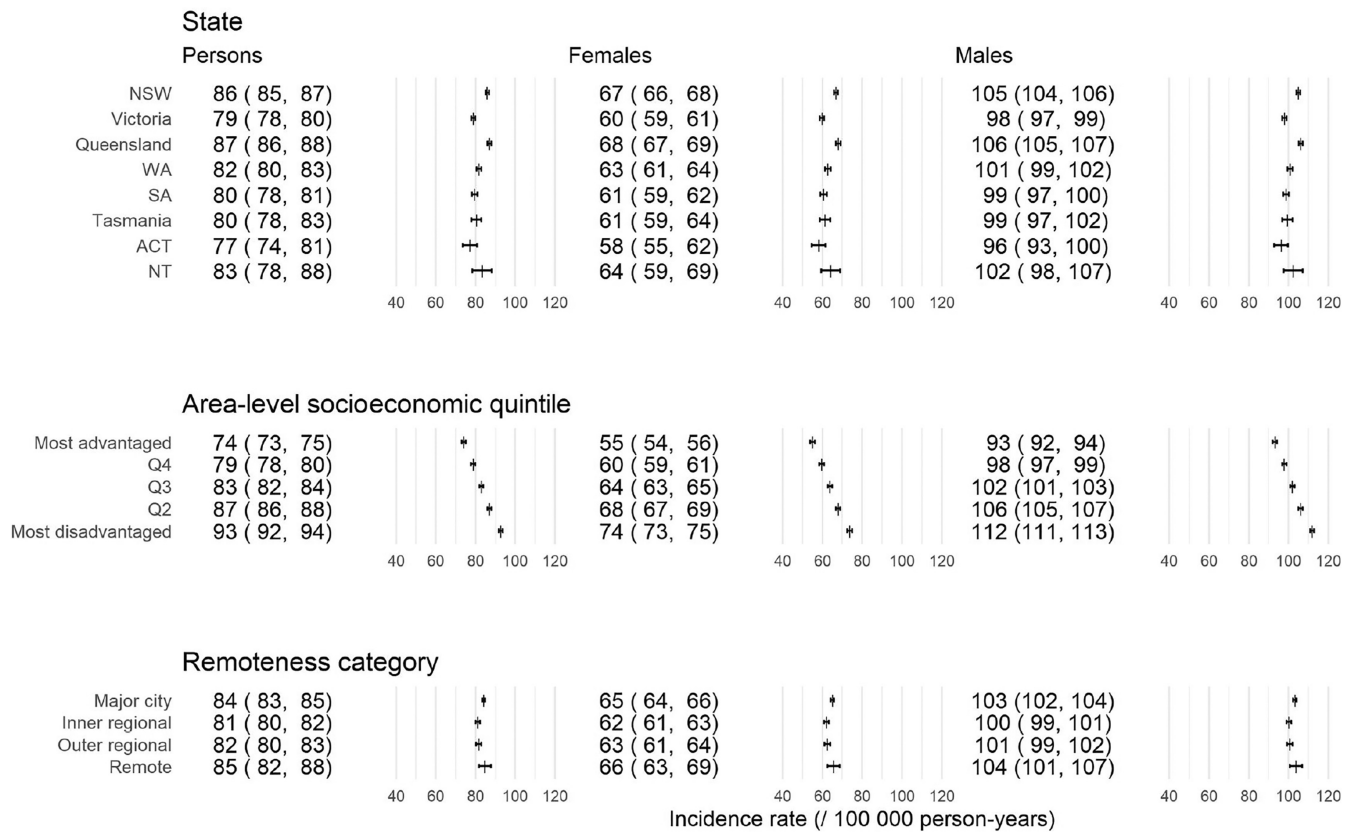 State
Persons Females Males
NSW 86 ( 85, 87) 67 ( 66, 68) 105 (104, 106)
Victoria 79 ( 78, 80) 60 ( 59, 61) 98 ( 97, 99)
Queensland 87 ( 86, 88) 68 ( 67, 69) 106 (105, 107)
WA 82 ( 80, 83) 63 ( 61, 64) 101 ( 99, 102)
SA 80 ( 78, 81) 61 ( 59, 62) 99 ( 97, 100)
Tasmania 80 ( 78, 83) 61 ( 59, 64) 99 ( 97, 102)
ACT 77 ( 74, 81) 58 ( 55, 62) 96 ( 93, 100)
NT 83 ( 78, 88) 64 ( 59, 69) 102 ( 98, 107)
40 60 80 100 120 40 60 80 100 120 40 60 80 100 120
Area-level socioeconomic quintile
Most advantaged 74 ( 73, 75) 55 ( 54, 56) 93 ( 92, 94)
Q4 79 ( 78, 80) 60 ( 59, 61) 98 ( 97, 99)
Q3 83 ( 82, 84) 64 ( 63, 65) 102 (101, 103)
Q2 87 ( 86, 88) 68 ( 67, 69) 106 (105, 107)
Most disadvantaged 93 ( 92, 94) 74 ( 73, 75) 112 (111, 113)
40 60 80 100 120 40 60 80 100 120 40 60 80 100 120
Remoteness category
Major city 84 ( 83, 85) 65 ( 64, 66) 103 (102, 104)
Inner regional 81 ( 80, 82) 62 ( 61, 63) 100 ( 99, 101)
Outer regional 82 ( 80, 83) 63 ( 61, 64) 101 ( 99, 102)
Remote 85 ( 82, 88) 66 ( 63, 69) 104 (101, 107)
40 60 80 100 120 40 60 80 100 120 40 60 80 100 120
Incidence rate (/ 100 000 person-years)